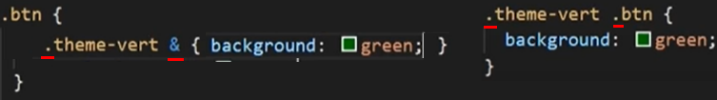 .btn {
.theme-vert & { background: green; }
}
.theme-vert .btn {
background: green;
}